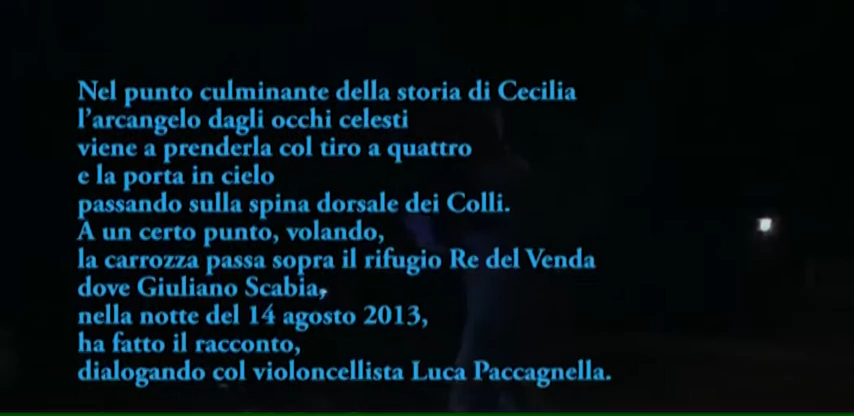 Nel punto culminante della storia di Cecilia
l'arcangelo dagli occhi celesti
viene a prenderla col tiro a quattro
e la porta in cielo
passando sulla spina dorsale dei Colli.
A un certo punto, volando,
la carrozza passa sopra il rifugio Re del Venda
dove Giuliano Scabia,
nella notte del 14 agosto 2013,
ha fatto il racconto,
dialogando col violoncellista Luca Paccagnella.